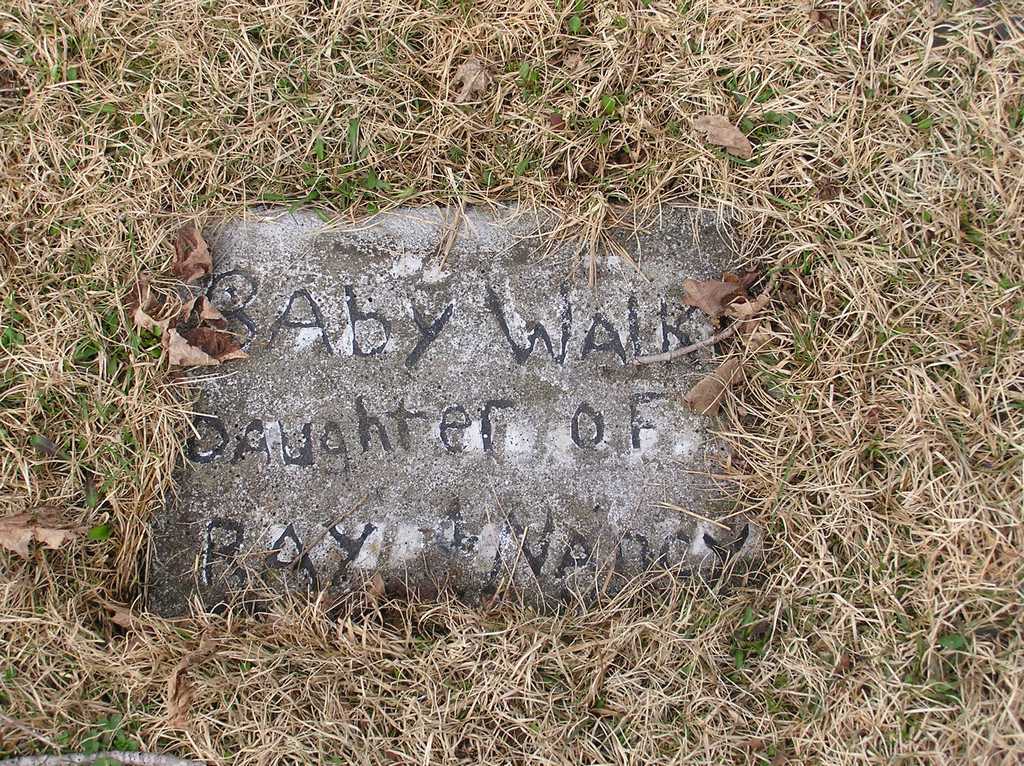 BAby WAlk
Daughter oF
RAY + NANCY